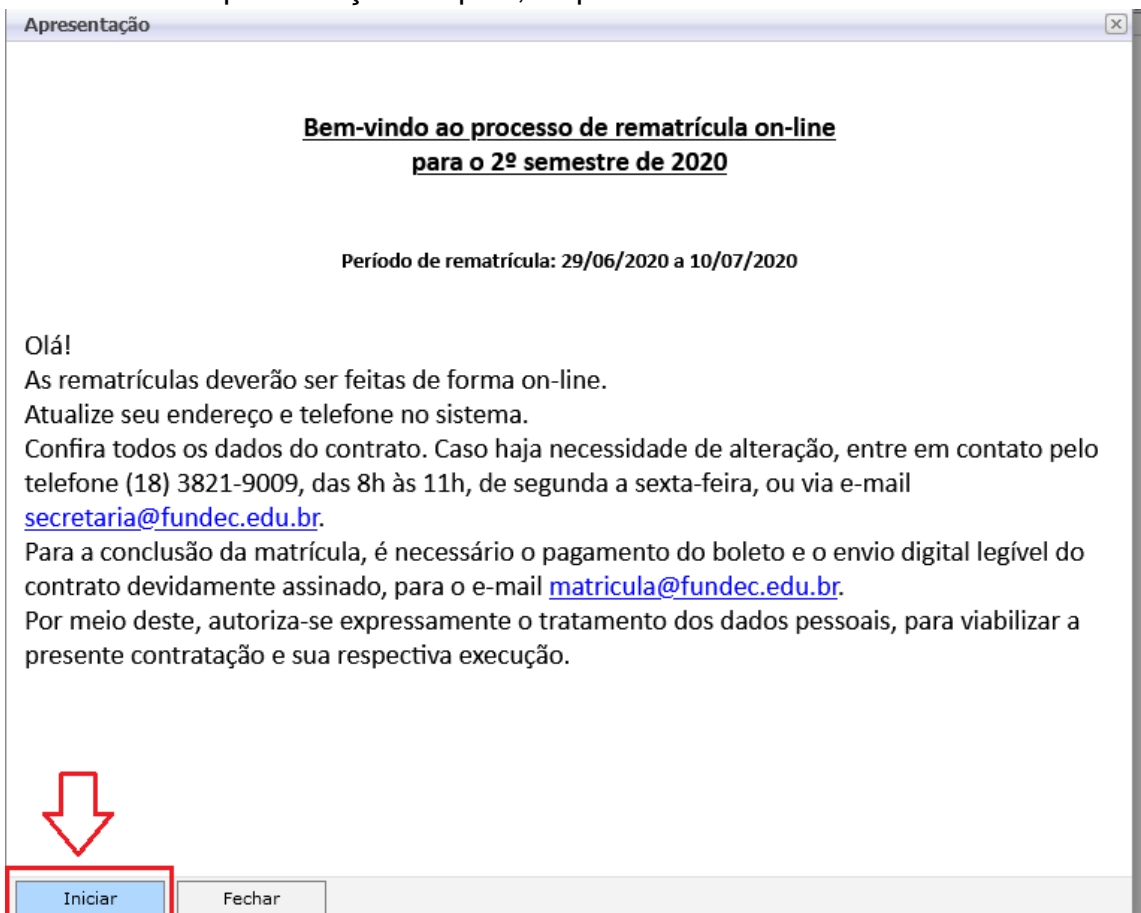 Apresentação
Bem-vindo ao processo de rematrícula on-line
para o 2º semestre de 2020
Período de rematrícula: 29/06/2020 a 10/07/2020
Olá!
As rematrículas deverão ser feitas de forma on-line.
Atualize seu endereço e telefone no sistema.
Confira todos os dados do contrato. Caso haja necessidade de alteração, entre em contato pelo
telefone (18) 3821-9009, das 8h às 11h, de segunda a sexta-feira, ou via e-mail
secretaria@fundec.edu.br.
Para a conclusão da matrícula, é necessário o pagamento do boleto e o envio digital legível do
contrato devidamente assinado, para o e-mail matricula@fundec.edu.br.
Por meio deste, autoriza-se expressamente o tratamento dos dados pessoais, para viabilizar a
presente contratação e sua respectiva execução.
Iniciar Fechar